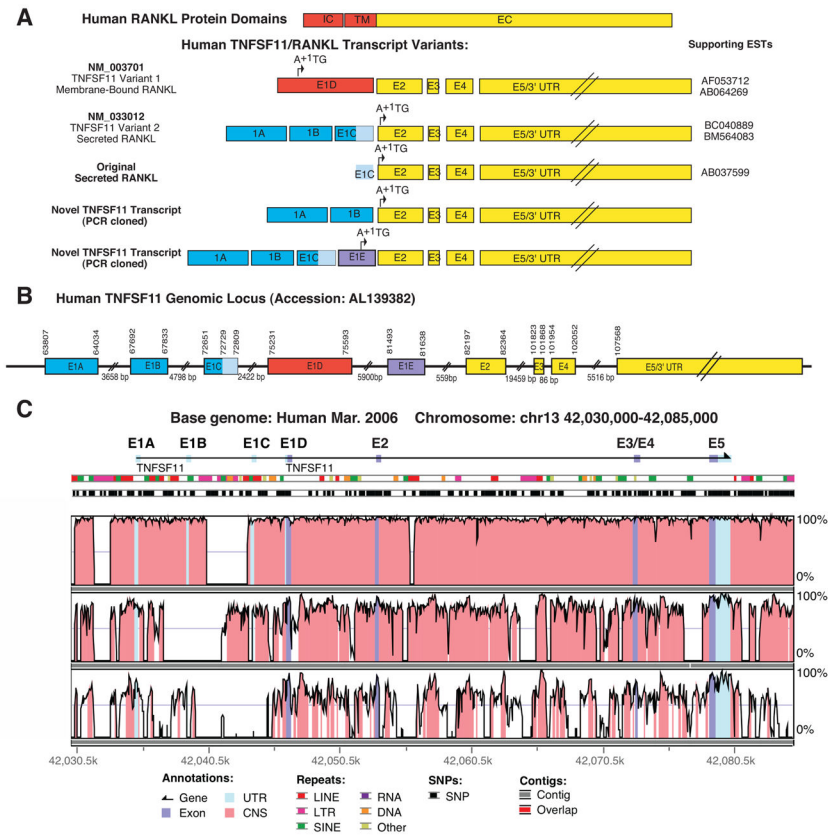 A
Human RANKL Protein Domains
IC TM EC
Human TNFSF11/RANKL Transcript Variants:
Supporting ESTs
NM_003701
TNFSF11 Variant 1
Membrane-Bound RANKL
A+¹TG
E1D E2 E3 E4 E5/3' UTR
AF053712
AB064269
NM_033012
TNFSF11 Variant 2
Secreted RANKL
A+¹TG
1A 1B E1C E2 E3 E4 E5/3' UTR
BC040889
BM564083
Original
Secreted RANKL
A+¹TG
E1C E2 E3 E4 E5/3' UTR
AB037599
Novel TNFSF11 Transcript
(PCR cloned)
A+¹TG
1A 1B E2 E3 E4 E5/3' UTR
Novel TNFSF11 Transcript
(PCR cloned)
A+¹TG
1A 1B E1C E1E E2 E3 E4 E5/3' UTR
B
Human TNFSF11 Genomic Locus (Accession: AL139382)
63807 64034 67692 67833 72651 72729 72809 75231 75593 81493 81638 82197 82364 101823 101868 101954 102052 107568
E1A E1B E1C E1D E1E E2 E3 E4 E5/3' UTR
3658 bp 4798 bp 2422 bp 5900bp 559bp 19459 bp 86 bp 5516 bp
C
Base genome: Human Mar. 2006 Chromosome: chr13 42,030,000-42,085,000
E1A E1B E1C E1D E2 E3/E4 E5
TNFSF11 TNFSF11
100%
0%
100%
0%
100%
0%
42,030.5k 42,040.5k 42,050.5k 42,060.5k 42,070.5k 42,080.5k
Annotations: Repeats: SNPs: Contigs:
Gene UTR LINE RNA SNP Contig
Exon CNS LTR DNA Overlap
SINE Other